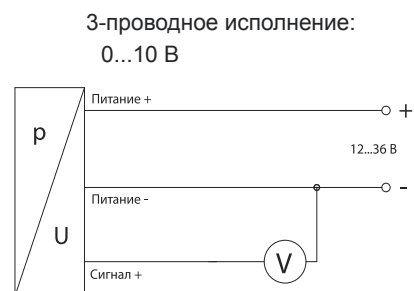 3-проводное исполнение:
0...10 В
Питание +
+
p
12...36 В
Питание -
-
U
V
Сигнал +